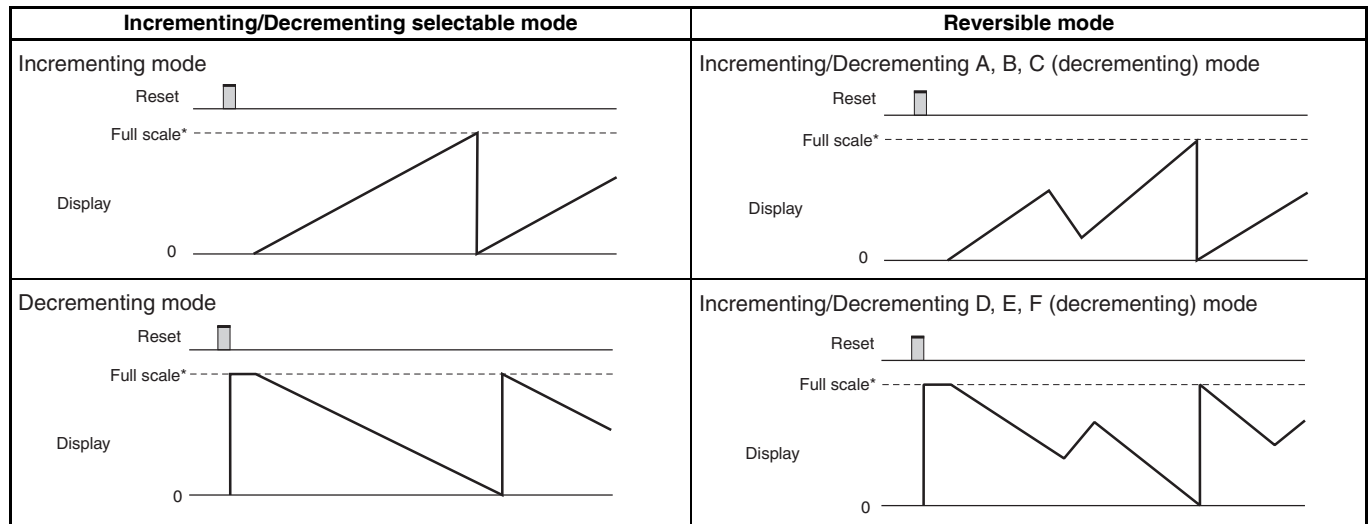 Incrementing/Decrementing selectable mode
Reversible mode
Incrementing mode
Reset
Full scale*
Display
0
Incrementing/Decrementing A, B, C (decrementing) mode
Reset
Full scale*
Display
0
Decrementing mode
Reset
Full scale*
Display
0
Incrementing/Decrementing D, E, F (decrementing) mode
Reset
Full scale*
Display
0